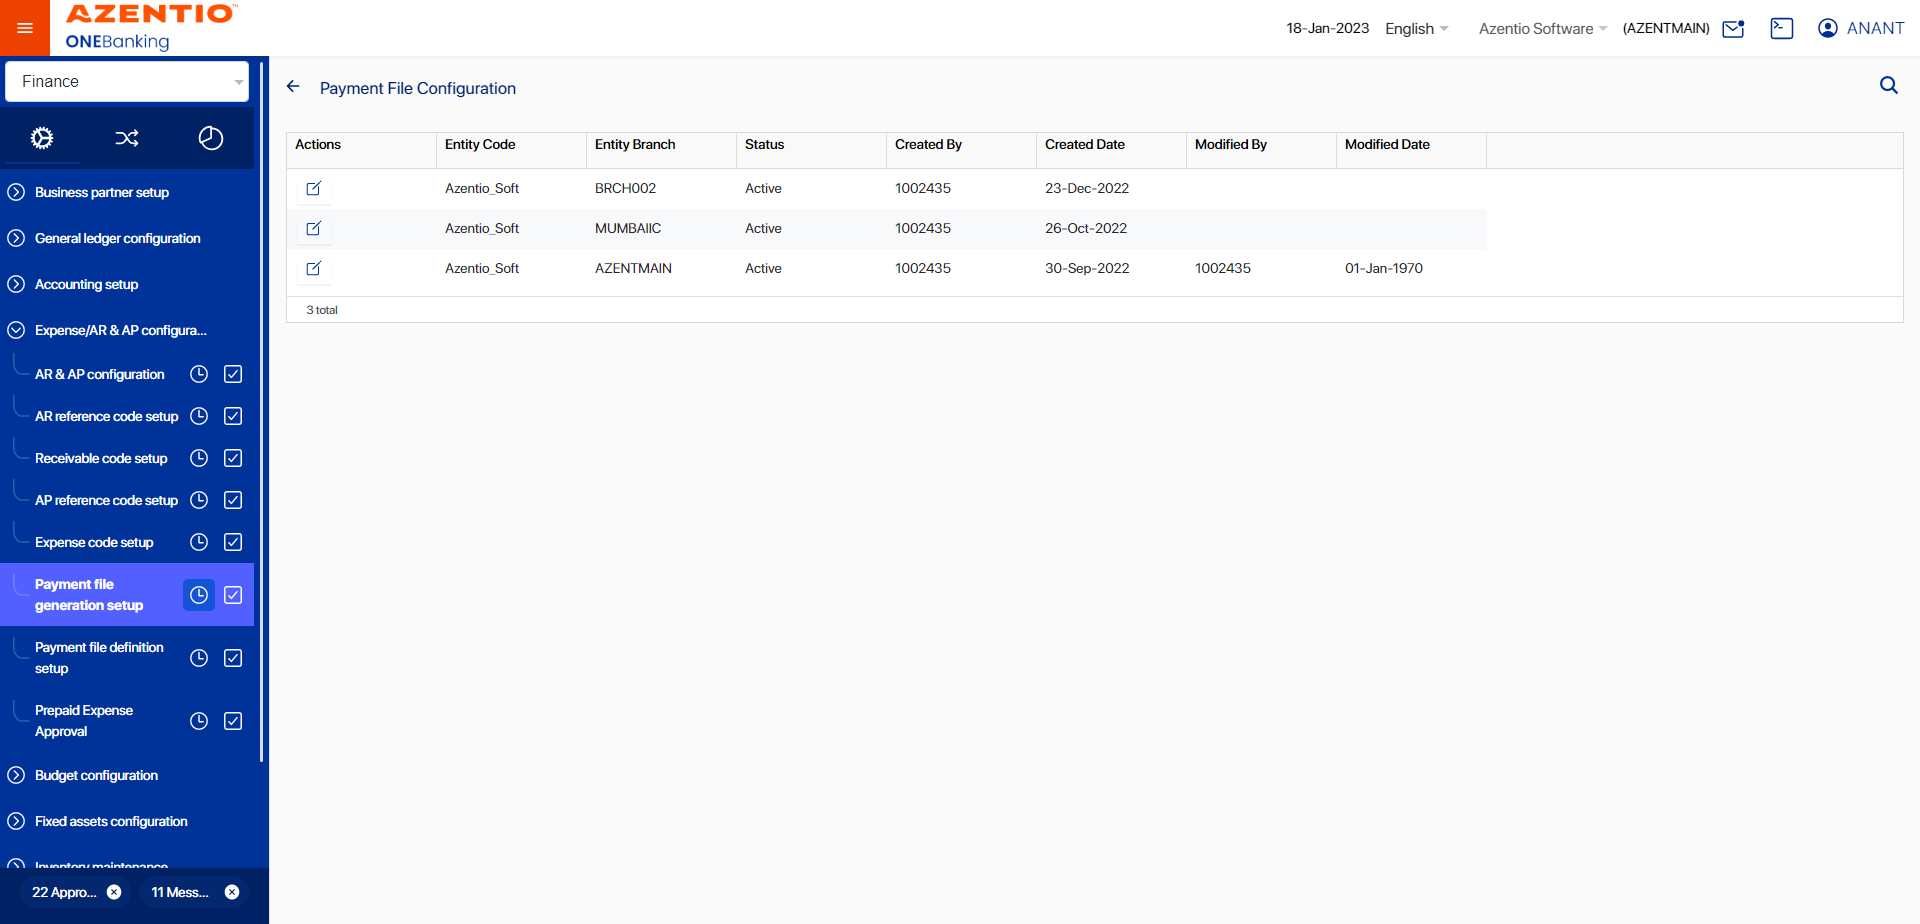 AZENTIO™
ONEBanking
18-Jan-2023 English Azentio Software (AZENTMAIN) ANANT
Finance
Business partner setup
General ledger configuration
Accounting setup
Expense/AR & AP configura...
AR & AP configuration
AR reference code setup
Receivable code setup
AP reference code setup
Expense code setup
Payment file
generation setup
Payment file definition
setup
Prepaid Expense
Approval
Budget configuration
Fixed assets configuration
Inventory maintenance
22 Appro... 11 Mess...
Payment File Configuration
Actions Entity Code Entity Branch Status Created By Created Date Modified By Modified Date
Azentio_Soft BRCH002 Active 1002435 23-Dec-2022
Azentio_Soft MUMBAIIC Active 1002435 26-Oct-2022
Azentio_Soft AZENTMAIN Active 1002435 30-Sep-2022 1002435 01-Jan-1970
3 total